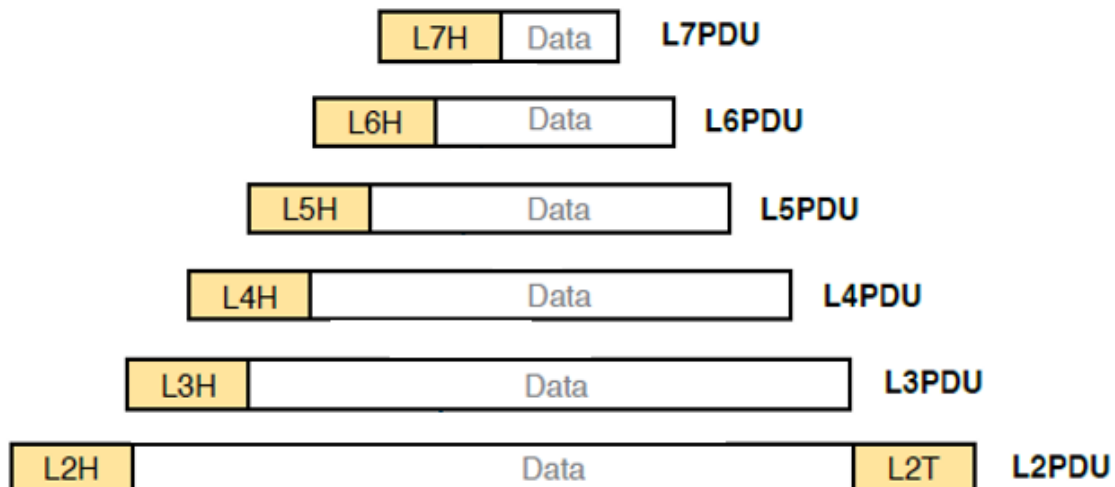 L7H Data L7PDU
L6H Data L6PDU
L5H Data L5PDU
L4H Data L4PDU
L3H Data L3PDU
L2H Data L2T L2PDU